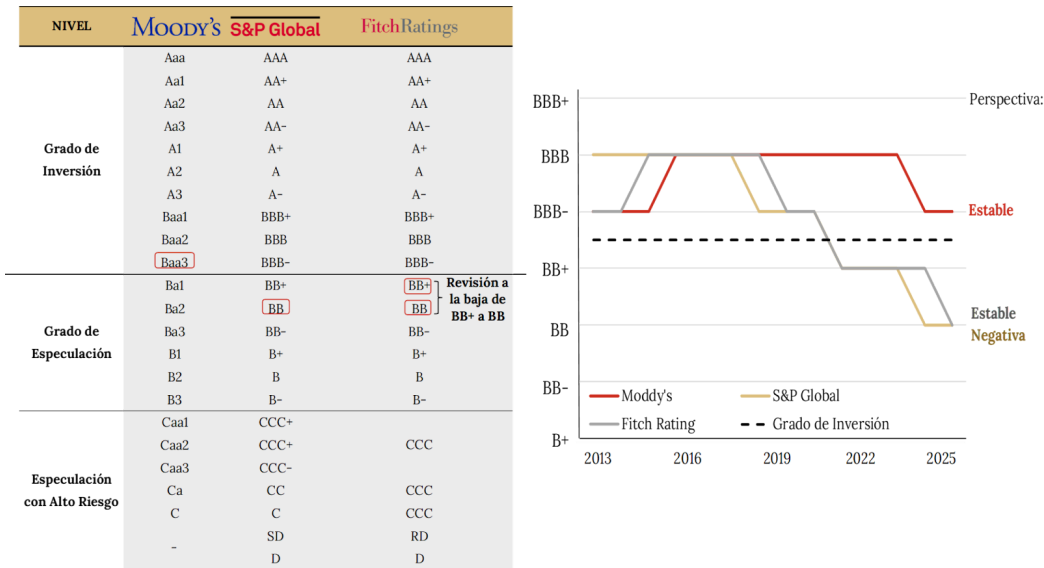 NIVEL MOODY'S S&P Global FitchRatings
Aaa AAA AAA
Aa1 AA+ AA+
Aa2 AA AA
Aa3 AA- AA-
Grado de Inversión
A1 A+ A+
A2 A A
A3 A- A-
Baa1 BBB+ BBB+
Baa2 BBB BBB
Baa3 BBB- BBB-
Ba1 BB+ BB+
Ba2 BB BB
Revisión a
la baja de
BB+ a BB
Ba3 BB- BB-
Grado de
Especulación
B1 B+ B+
B2 B B
B3 B- B-
Caa1 CCC+
Caa2 CCC+ CCC
Caa3 CCC-
Especulación
con Alto Riesgo
Ca CC CCC
C C CCC
- SD RD
D D
BBB+
BBB
BBB-
BB+
BB
BB-
B+
Perspectiva:
Estable
Estable
Negativa
Moddy's S&P Global
Fitch Rating Grado de Inversión
2013 2016 2019 2022 2025